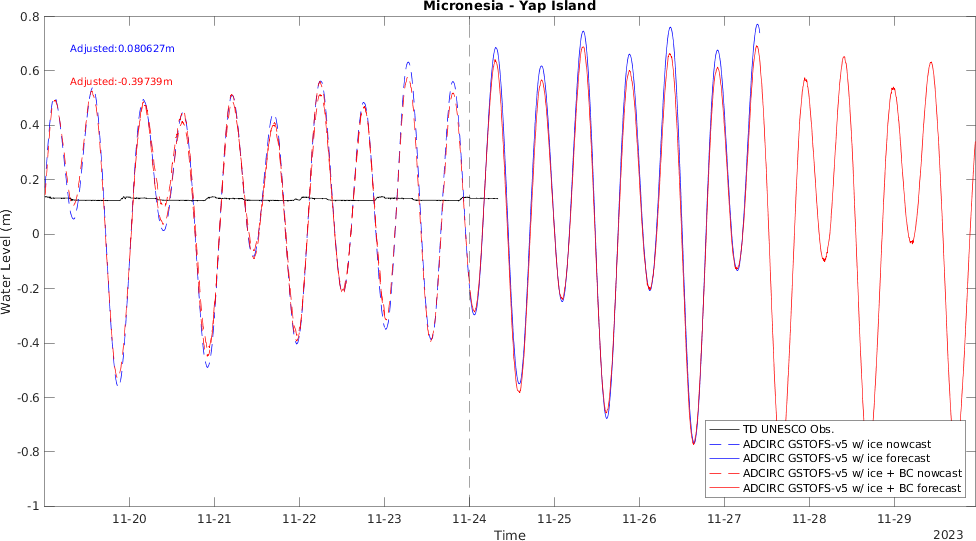 Micronesia - Yap Island
Adjusted:0.080627m
Adjusted:-0.39739m
Water Level (m)
0.8
0.6
0.4
0.2
0
-0.2
-0.4
-0.6
-0.8
-1
TD UNESCO Obs.
ADCIRC GSTOFS-v5 w/ ice nowcast
ADCIRC GSTOFS-v5 w/ ice forecast
ADCIRC GSTOFS-v5 w/ ice + BC nowcast
ADCIRC GSTOFS-v5 w/ ice + BC forecast
11-20 11-21 11-22 11-23 11-24 11-25 11-26 11-27 11-28 11-29
Time
2023